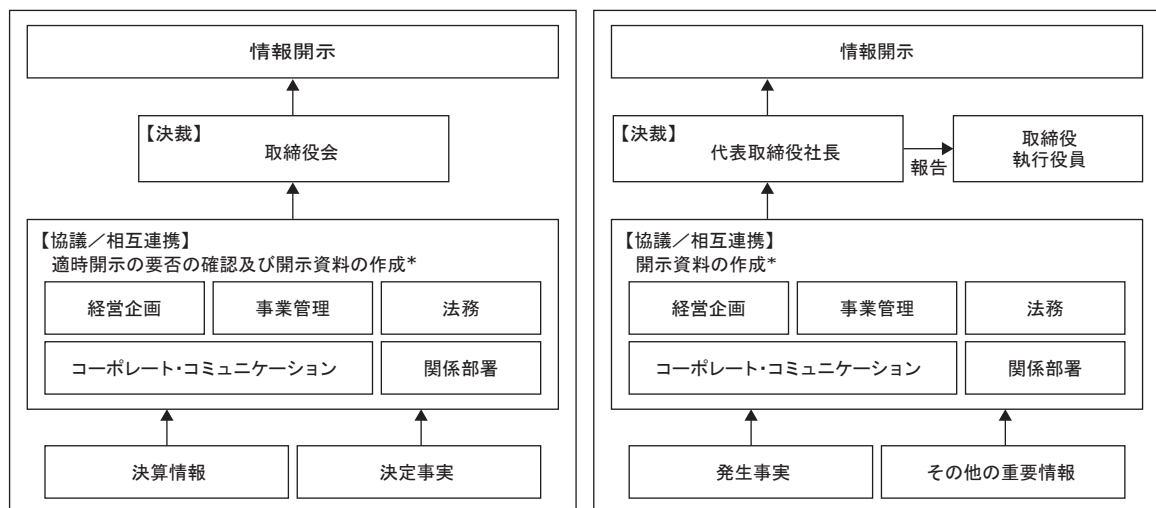 情報開示
【決裁】
取締役会
【協議／相互連携】
適時開示の要否の確認及び開示資料の作成*
経営企画
事業管理
法務
コーポレート・コミュニケーション
関係部署
決算情報
決定事実
情報開示
【決裁】
代表取締役社長
報告
取締役
執行役員
【協議／相互連携】
開示資料の作成*
経営企画
事業管理
法務
コーポレート・コミュニケーション
関係部署
発生事実
その他の重要情報